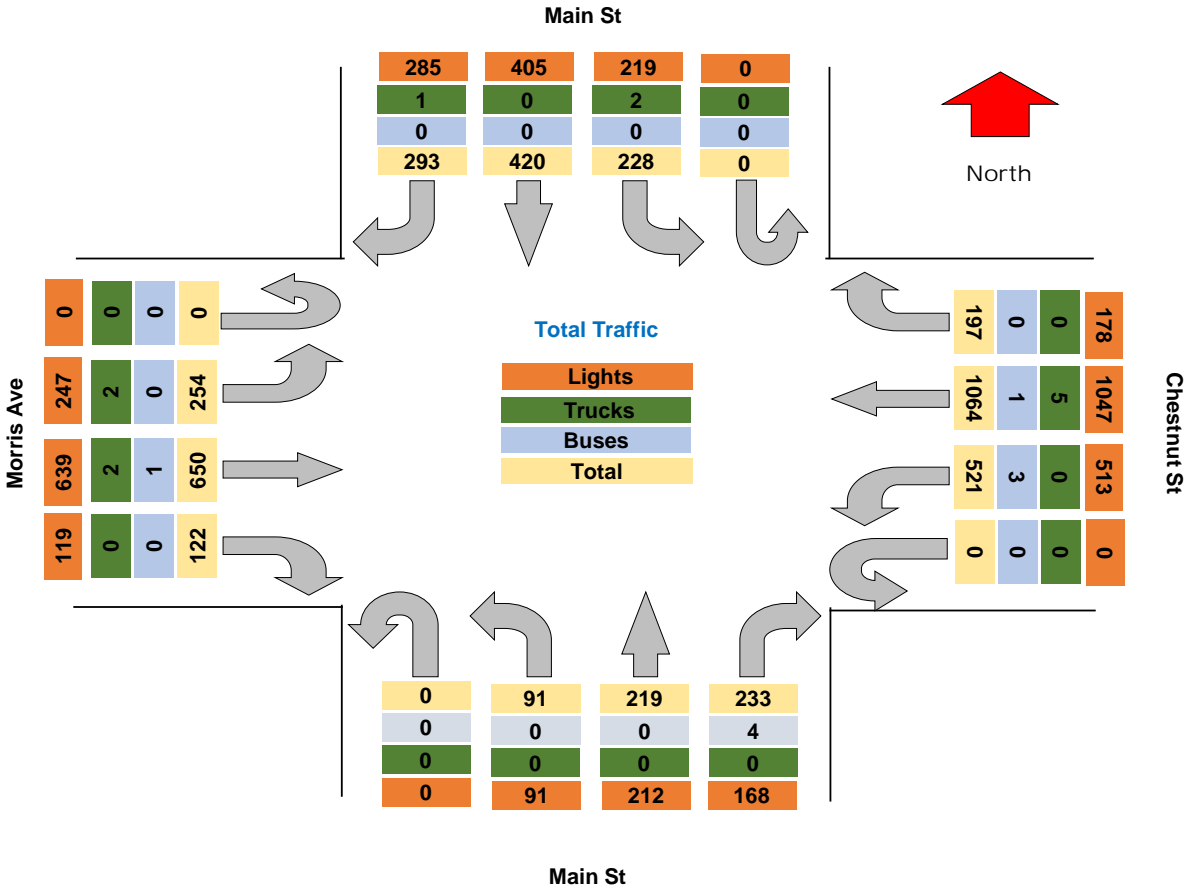 Main St
285 405 219 0
1 0 2 0
0 0 0 0
293 420 228 0
North
Morris Ave
0 0 0 0
247 2 0 254
639 2 1 650
119 0 0 122
Total Traffic
Lights
Trucks
Buses
Total
197 0 0 178
1064 1 5 1047
521 3 0 513
0 0 0 0
Chestnut St
0 91 219 233
0 0 0 4
0 0 0 0
0 91 212 168
Main St